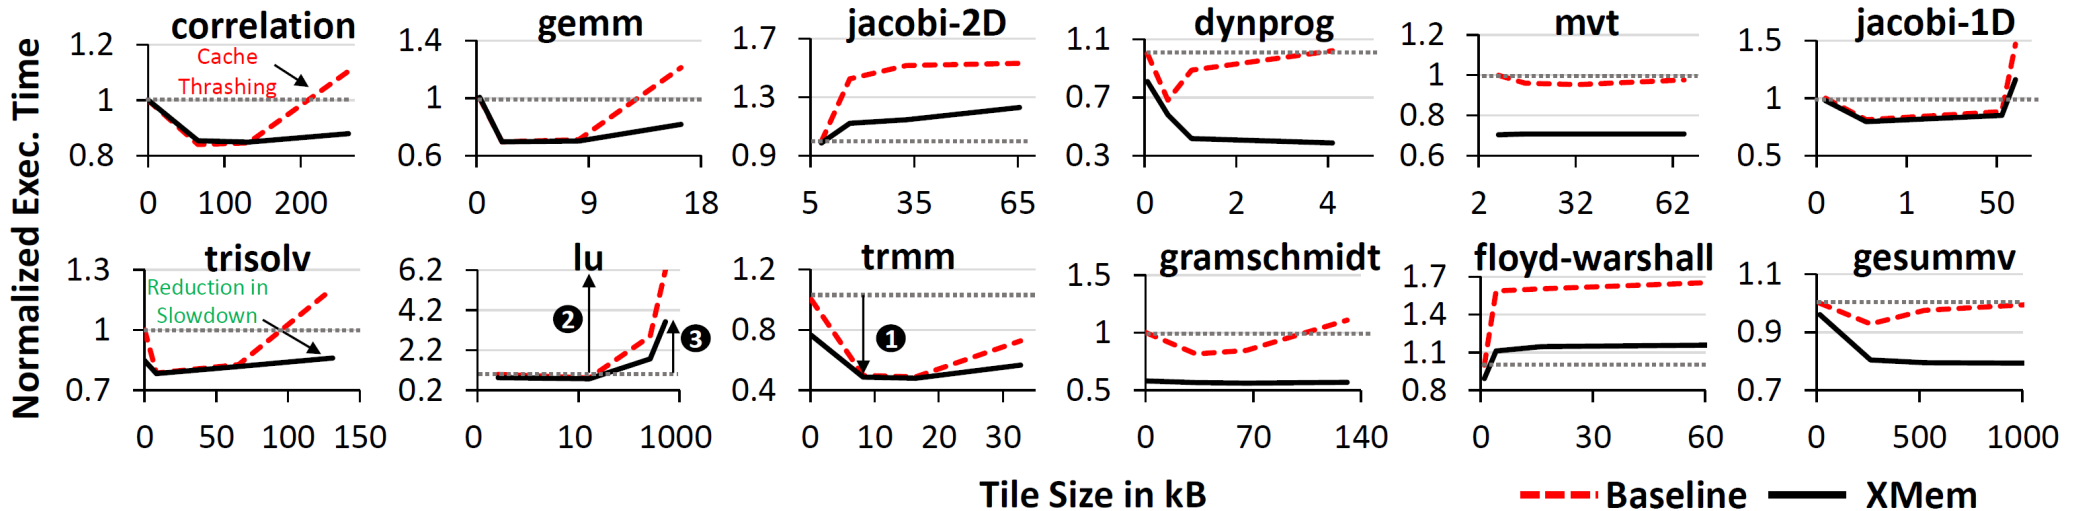 Normalized Exec. Time
correlation
1.2
1
0.8
Cache
Thrashing
0 100 200
gemm
1.4
1
0.6
0 9 18
jacobi-2D
1.7
1.3
0.9
5 35 65
dynprog
1.1
0.7
0.3
0 2 4
mvt
1.2
1
0.8
0.6
2 32 62
jacobi-1D
1.5
1
0.5
0 1 50
trisolv
1.3
1
0.7
Reduction in
Slowdown
0 50 100 150
lu
6.2
4.2
2.2
0.2
2
3
0 10 1000
trmm
1.2
0.8
0.4
1
0 10 20 30
gramschmidt
1.5
1
0.5
0 70 140
floyd-warshall
1.7
1.4
1.1
0.8
0 30 60
gesummv
1.1
0.9
0.7
0 500 1000
Tile Size in kB
Baseline XMem